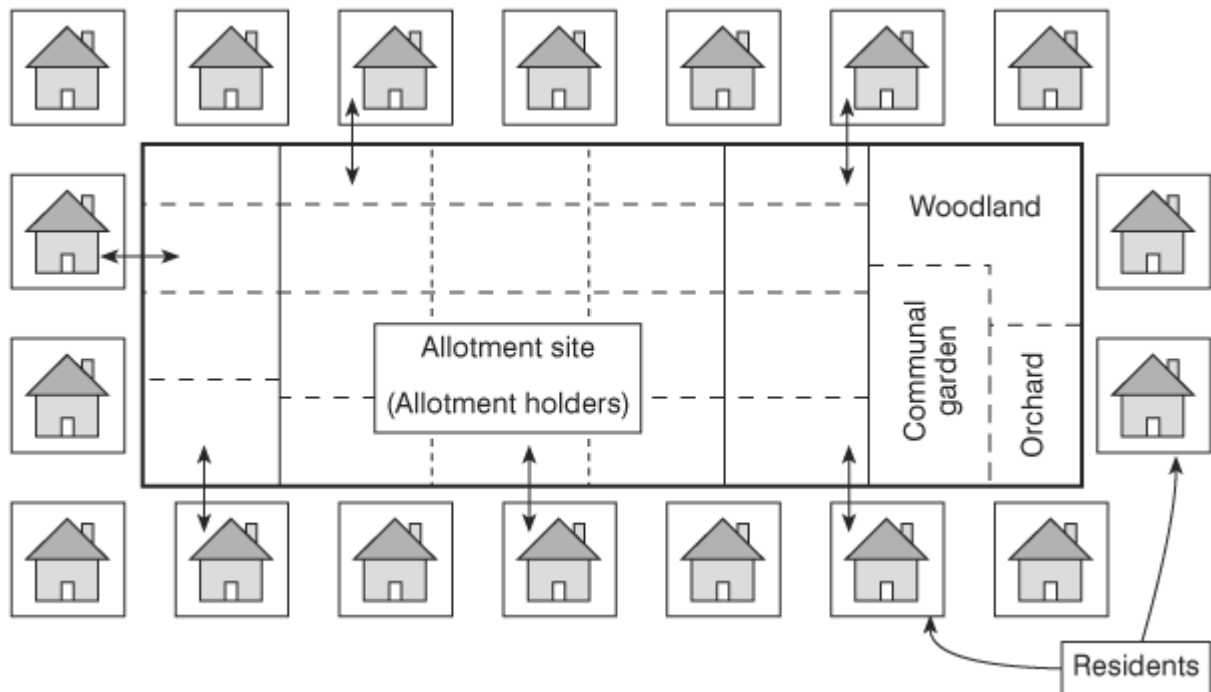 Woodland
Allotment site
(Allotment holders)
Communal
garden
Orchard
Residents